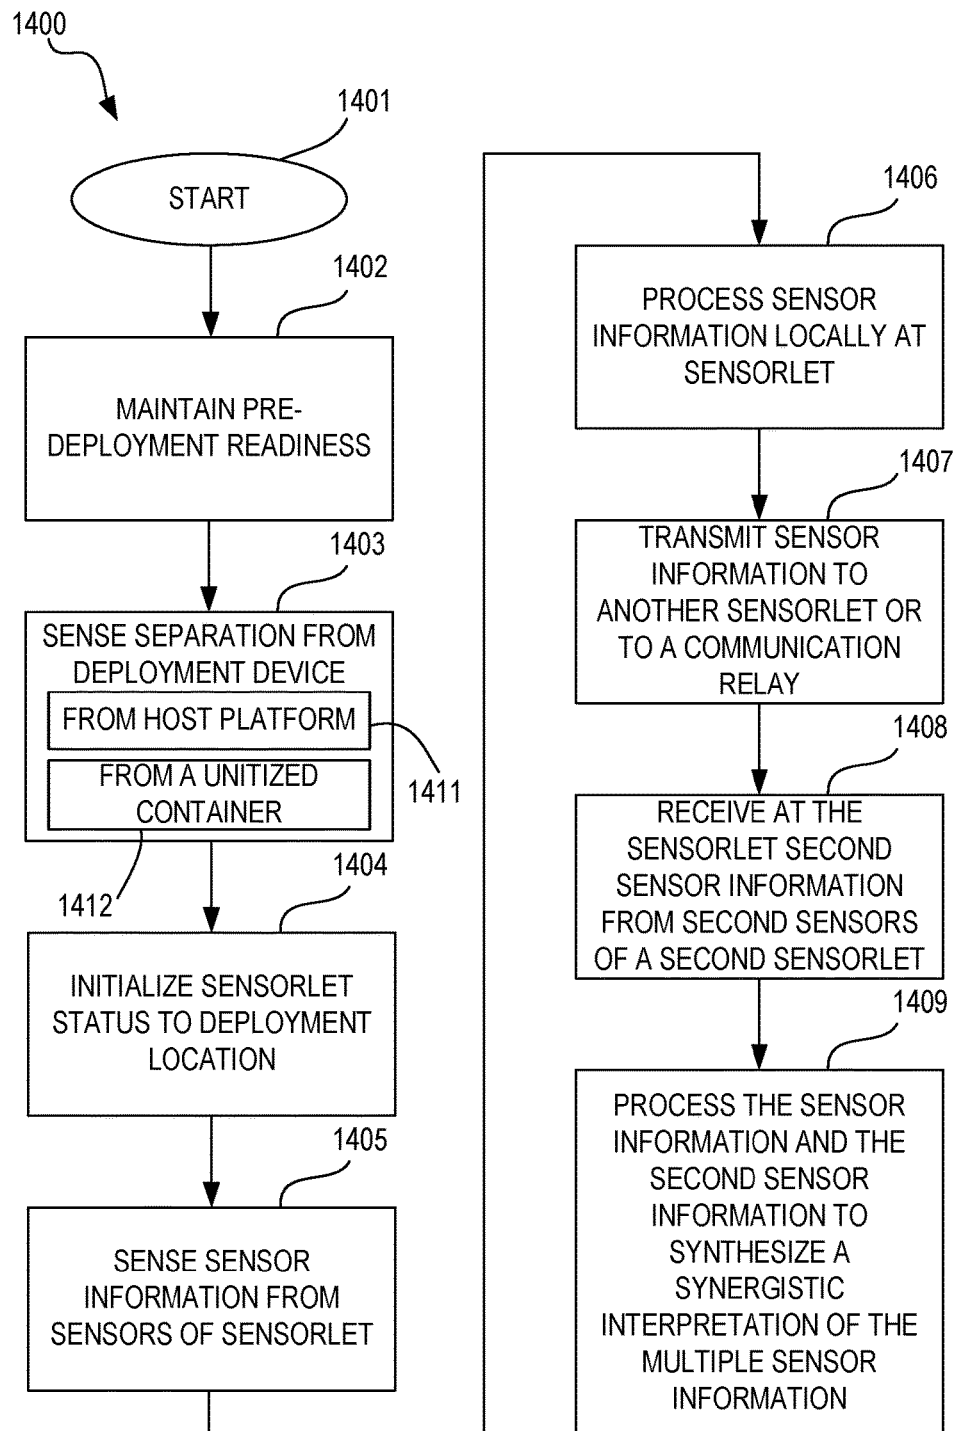 1400
1401
START
1402
MAINTAIN PRE-
DEPLOYMENT READINESS
1403
SENSE SEPARATION FROM
DEPLOYMENT DEVICE
FROM HOST PLATFORM
1411
FROM A UNITIZED
CONTAINER
1412
1404
INITIALIZE SENSORLET
STATUS TO DEPLOYMENT
LOCATION
1405
SENSE SENSOR
INFORMATION FROM
SENSORS OF SENSORLET
1406
PROCESS SENSOR
INFORMATION LOCALLY AT
SENSORLET
1407
TRANSMIT SENSOR
INFORMATION TO
ANOTHER SENSORLET OR
TO A COMMUNICATION
RELAY
1408
RECEIVE AT THE
SENSORLET SECOND
SENSOR INFORMATION
FROM SECOND SENSORS
OF A SECOND SENSORLET
1409
PROCESS THE SENSOR
INFORMATION AND THE
SECOND SENSOR
INFORMATION TO
SYNTHESIZE A
SYNERGISTIC
INTERPRETATION OF THE
MULTIPLE SENSOR
INFORMATION